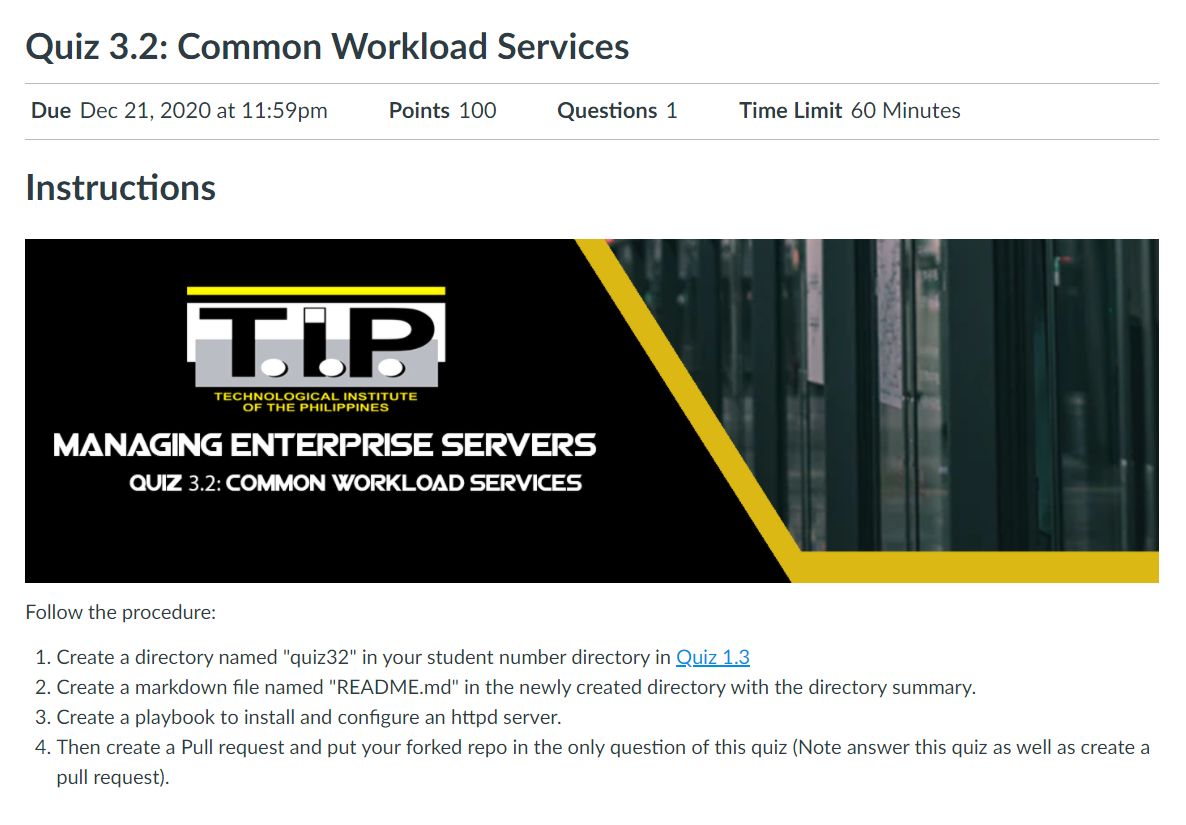 Quiz 3.2: Common Workload Services
Due Dec 21, 2020 at 11:59pm Points 100 Questions 1 Time Limit 60 Minutes
Instructions
T.I.P.
TECHNOLOGICAL INSTITUTE
OF THE PHILIPPINES
MANAGING ENTERPRISE SERVERS
QUIZ 3.2: COMMON WORKLOAD SERVICES
Follow the procedure:
1. Create a directory named "quiz32" in your student number directory in Quiz 1.3
2. Create a markdown file named "README.md" in the newly created directory with the directory summary.
3. Create a playbook to install and configure an httpd server.
4. Then create a Pull request and put your forked repo in the only question of this quiz (Note answer this quiz as well as create a
pull request).